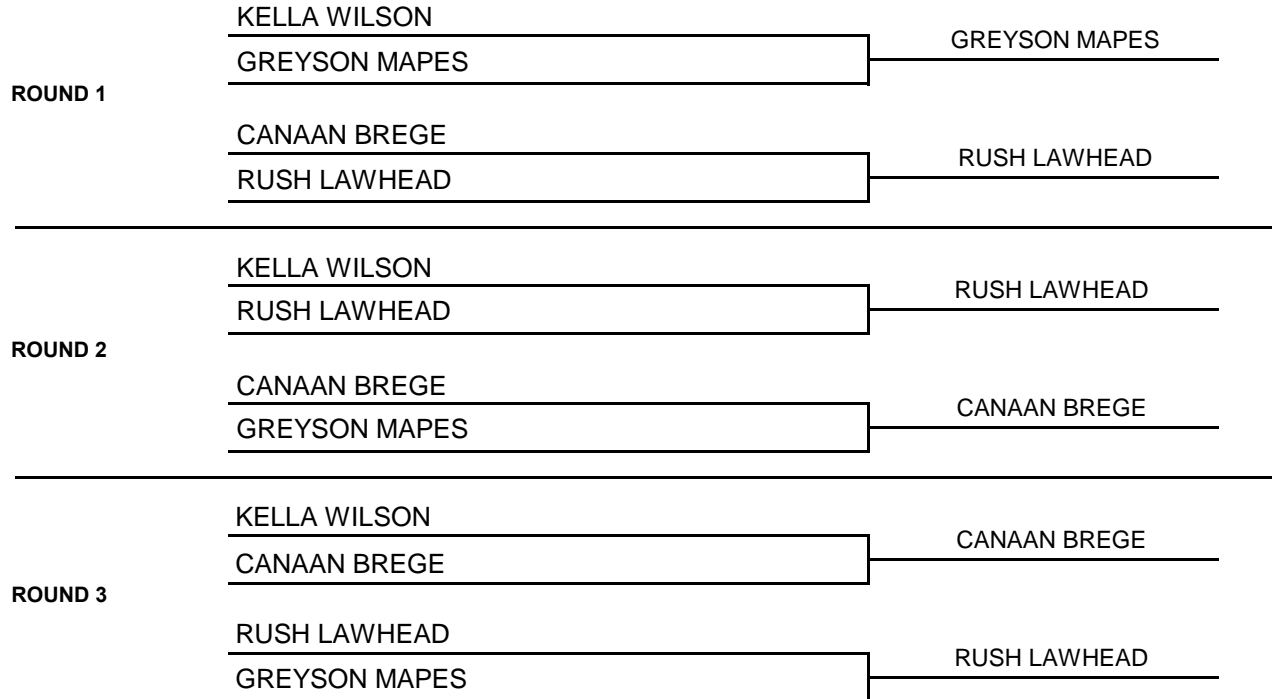 KELLA WILSON
GREYSON MAPES
GREYSON MAPES
ROUND 1
CANAAN BREGE
RUSH LAWHEAD
RUSH LAWHEAD
KELLA WILSON
RUSH LAWHEAD
RUSH LAWHEAD
ROUND 2
CANAAN BREGE
CANAAN BREGE
GREYSON MAPES
KELLA WILSON
CANAAN BREGE
CANAAN BREGE
ROUND 3
RUSH LAWHEAD
RUSH LAWHEAD
GREYSON MAPES